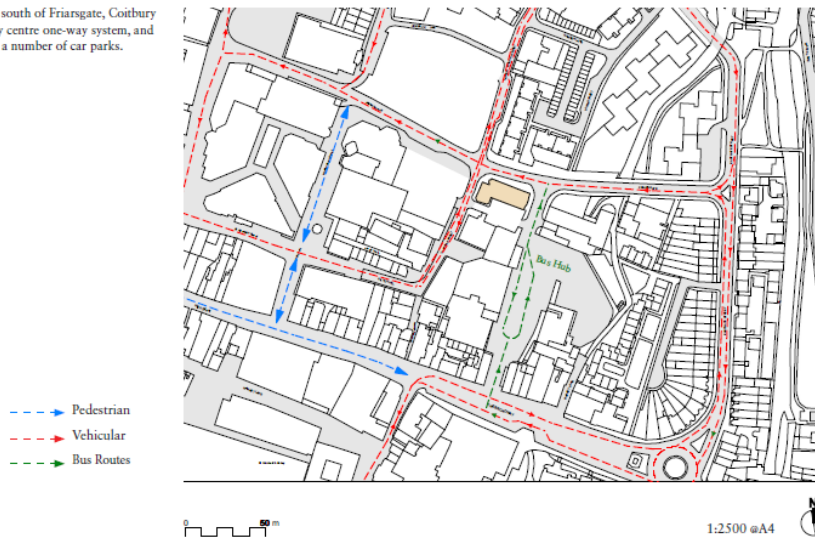 south of Friarsgate, Coitbury
y centre one-way system, and
a number of car parks.
Bus Hub
Pedestrian
Vehicular
Bus Routes
0
50 m
1:2500 @A4
N